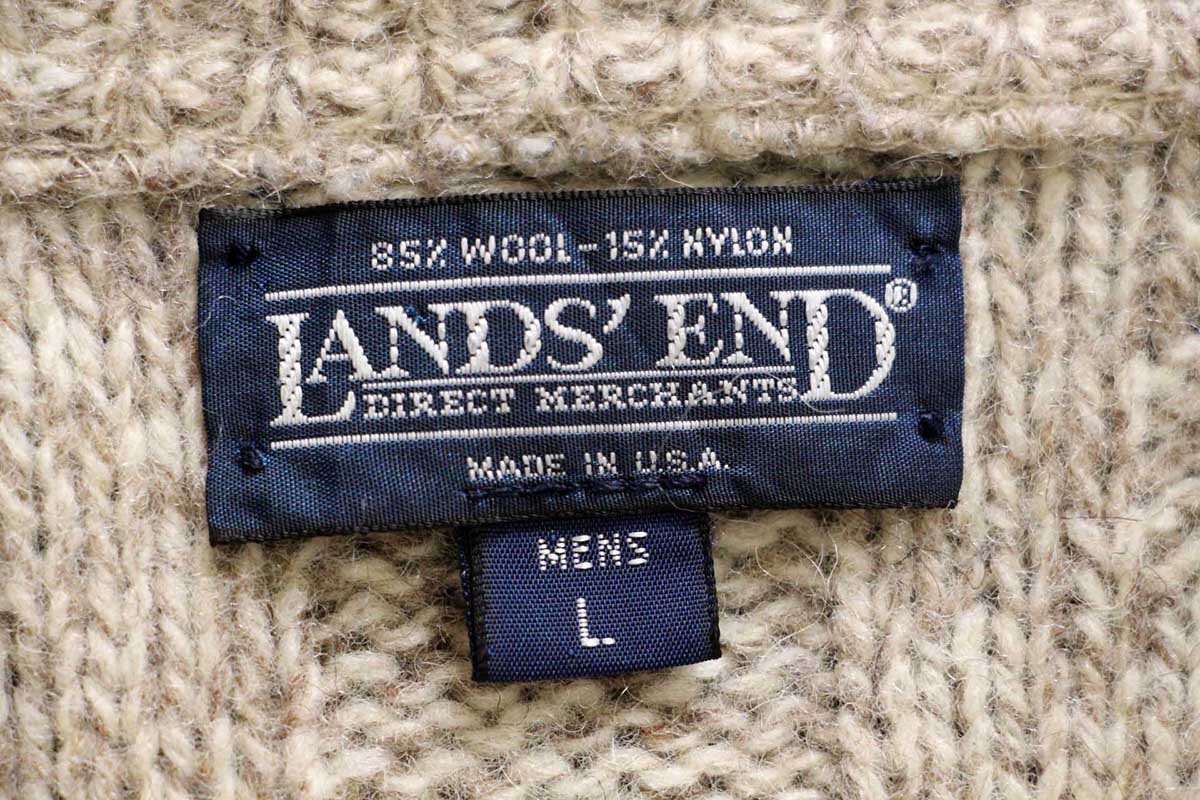 85% WOOL-15% NYLON
LANDS' END®
DIRECT MERCHANTS
MADE IN U.S.A.
MENS
L